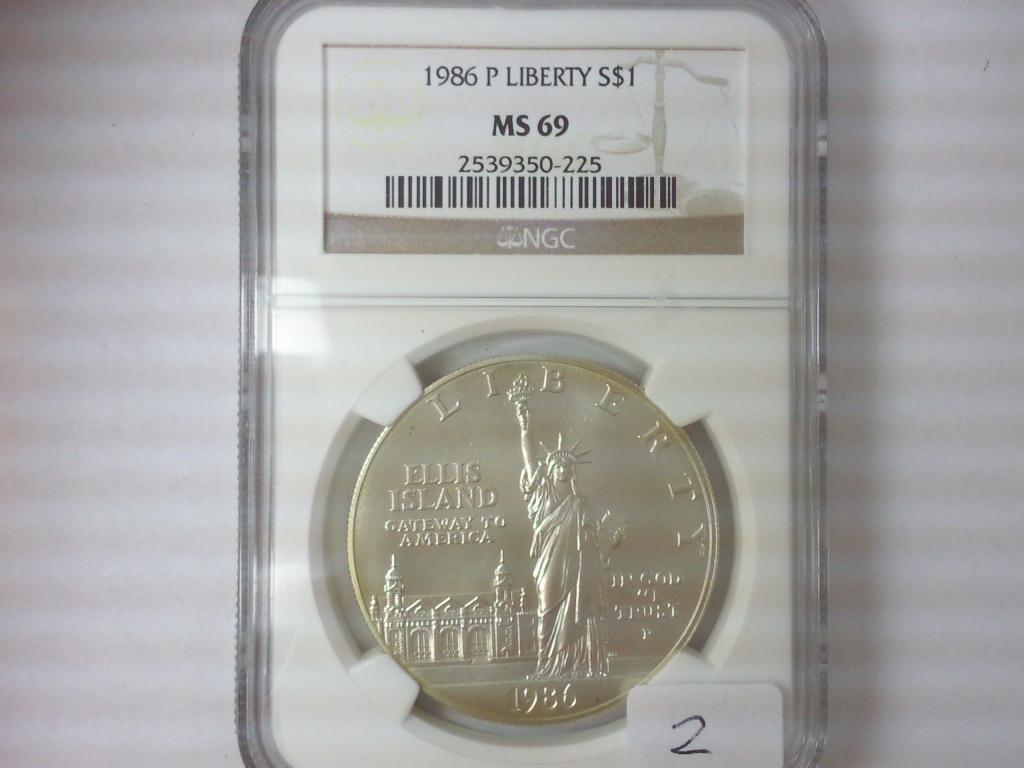 1986 P LIBERTY S$1
MS 69
2539350-225
NGC
LIBERTY
ELLIS
ISLAND
GATEWAY TO
AMERICA
IN GOD
WE
TRUST
P
1986
2